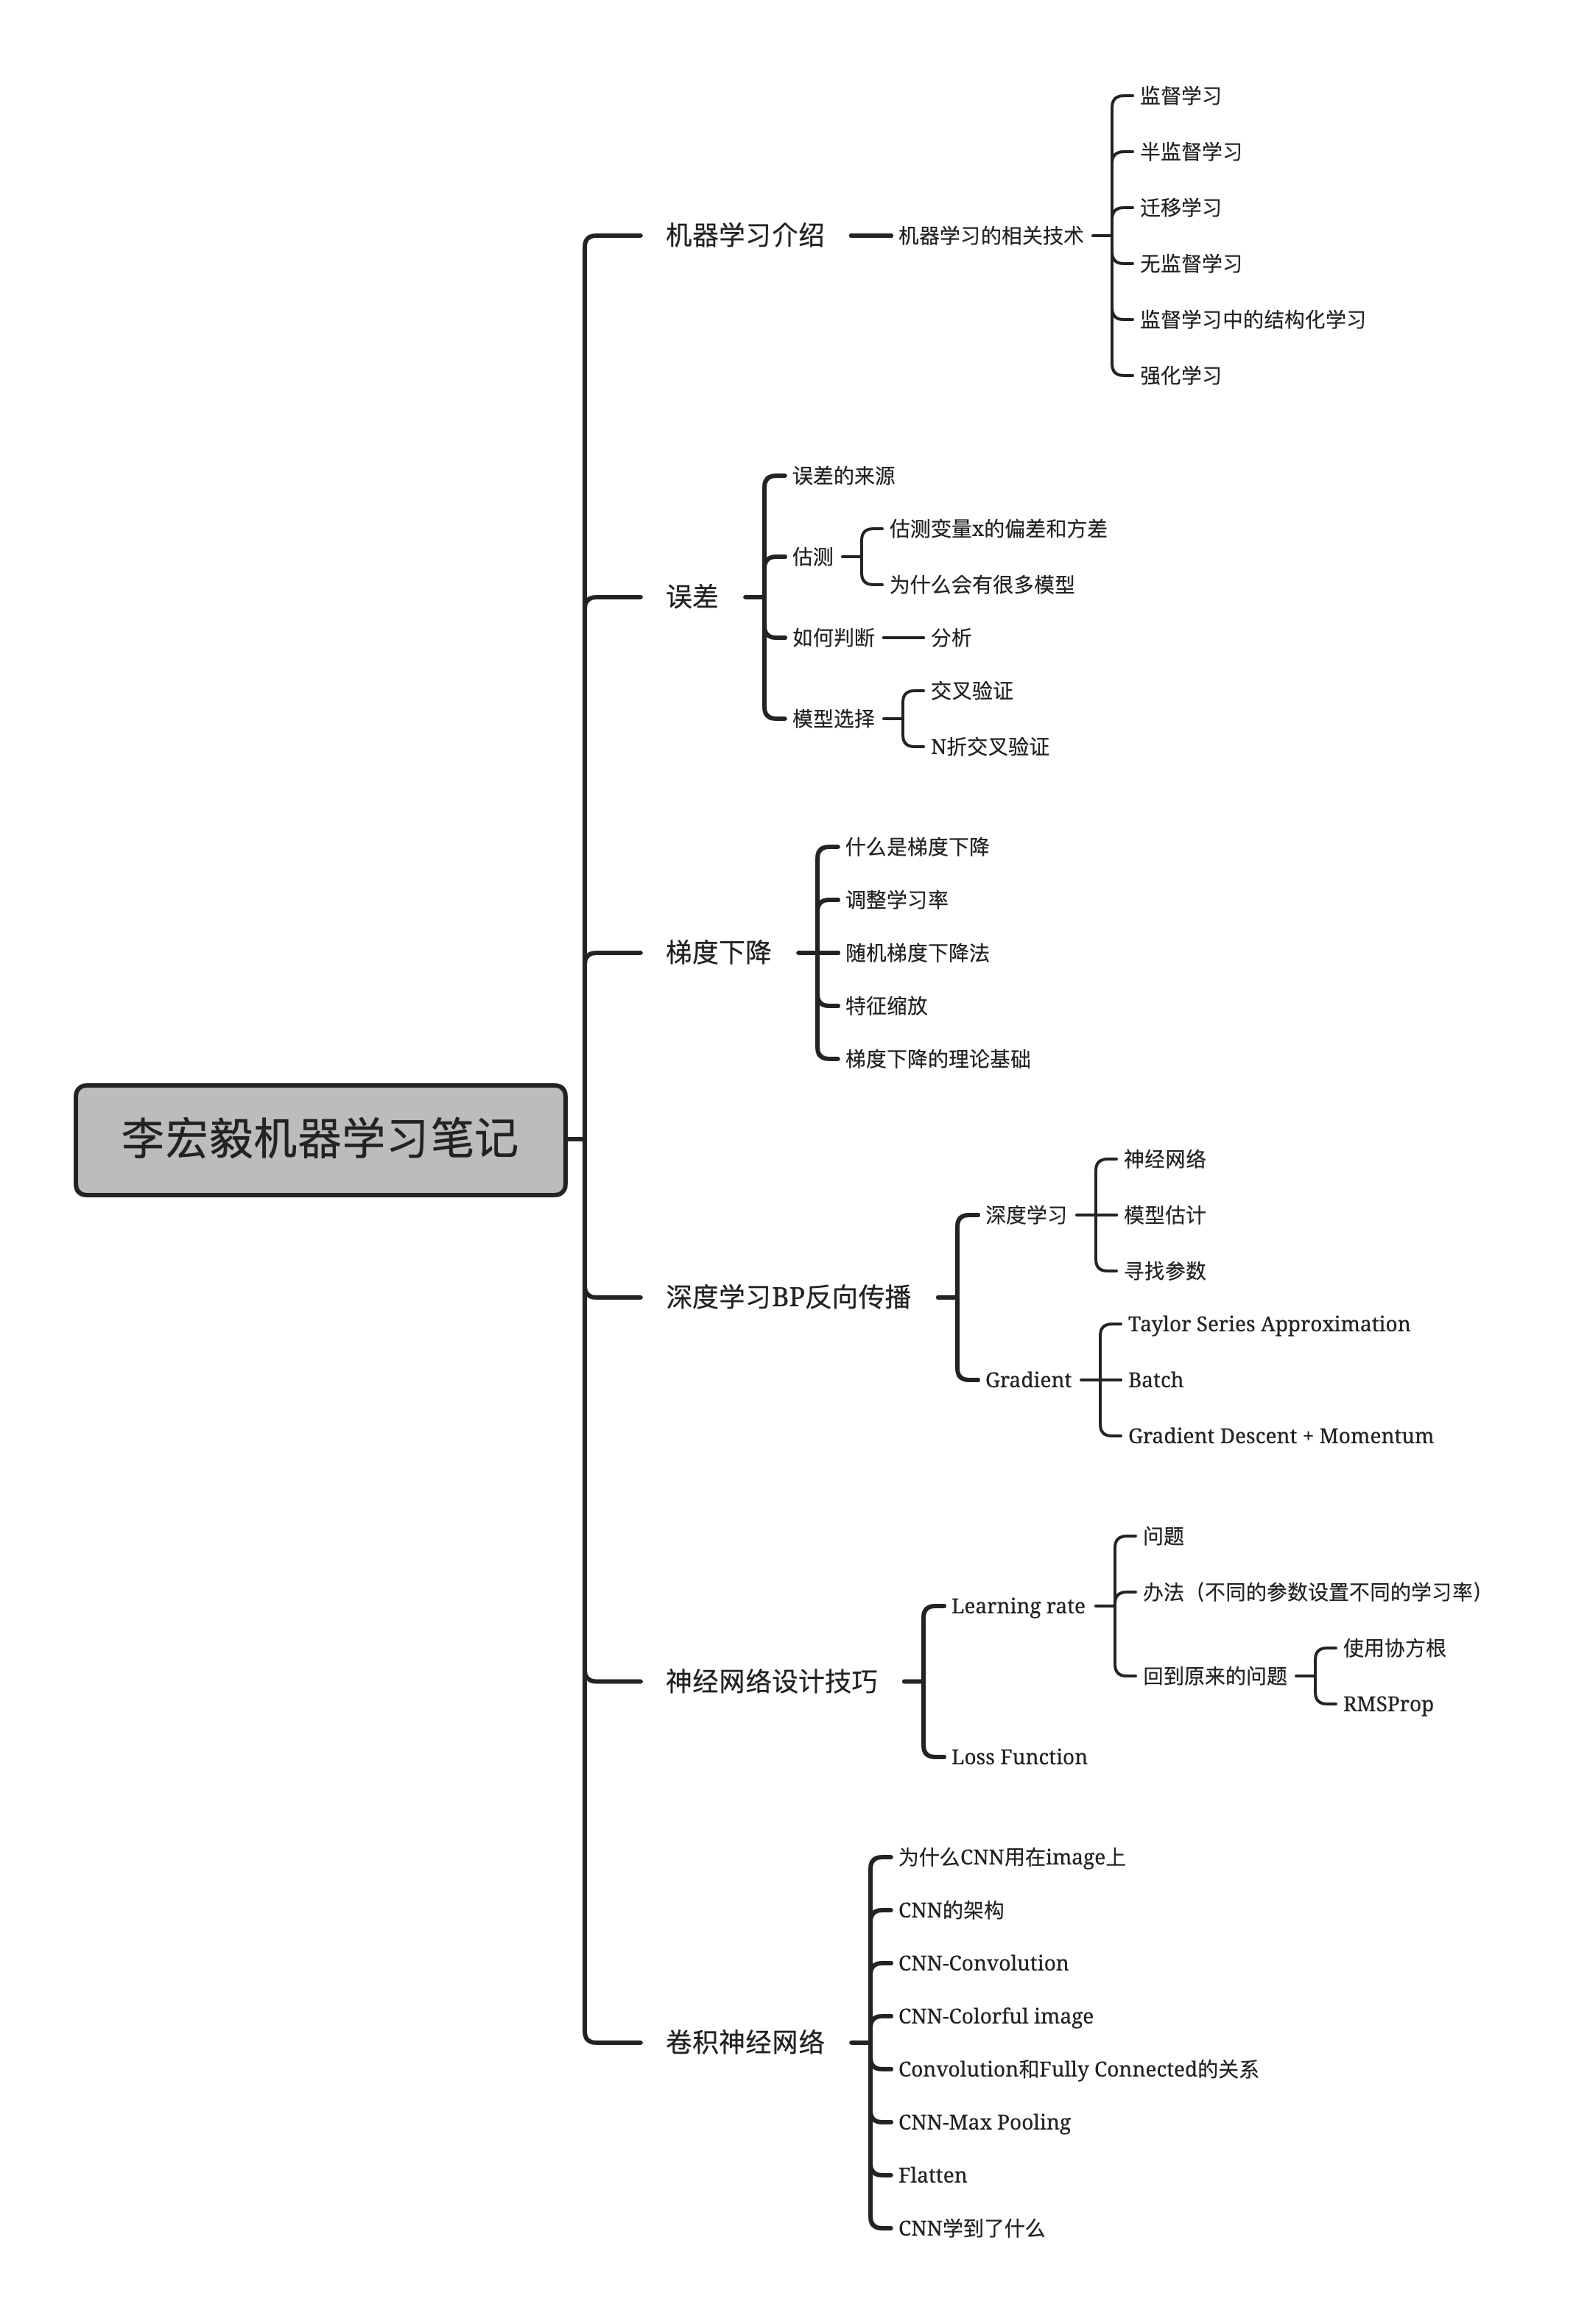 李宏毅机器学习笔记
机器学习介绍
机器学习的相关技术
监督学习
半监督学习
迁移学习
无监督学习
监督学习中的结构化学习
强化学习
误差
误差的来源
估测
估测变量x的偏差和方差
为什么会有很多模型
如何判断
分析
模型选择
交叉验证
N折交叉验证
梯度下降
什么是梯度下降
调整学习率
随机梯度下降法
特征缩放
梯度下降的理论基础
深度学习BP反向传播
深度学习
神经网络
模型估计
寻找参数
Gradient
Taylor Series Approximation
Batch
Gradient Descent + Momentum
神经网络设计技巧
Learning rate
问题
办法（不同的参数设置不同的学习率）
回到原来的问题
使用协方根
RMSProp
Loss Function
卷积神经网络
为什么CNN用在image上
CNN的架构
CNN-Convolution
CNN-Colorful image
Convolution和Fully Connected的关系
CNN-Max Pooling
Flatten
CNN学到了什么